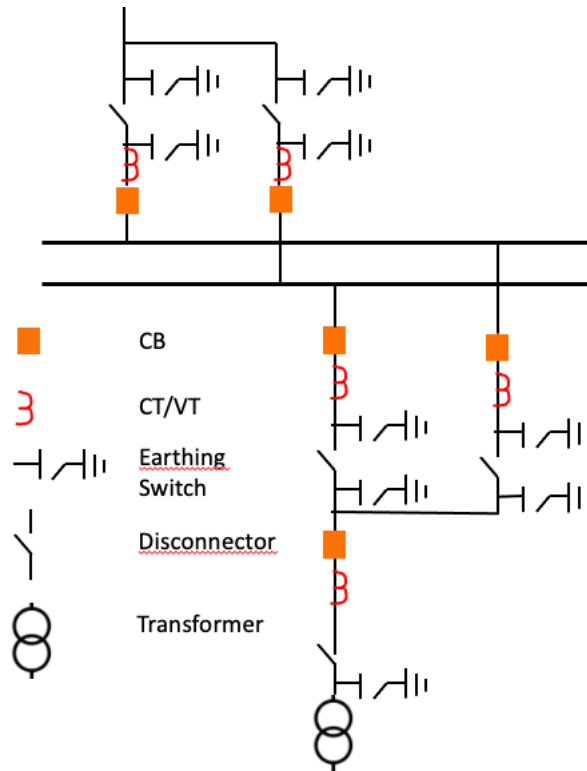 CB
CT/VT
Earthing
Switch
Disconnector
Transformer